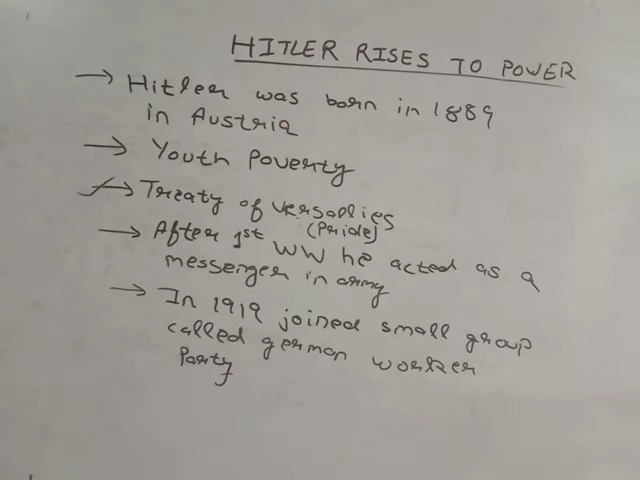 HITLER RISES TO POWER
→ Hitler was born in 1889
in Austria
→ Youth Poverty
→ Treaty of versollies
(Pride)
→ After 1st WW he acted as a
messenger in army
→ In 1919 joined small group
called german worker
Party